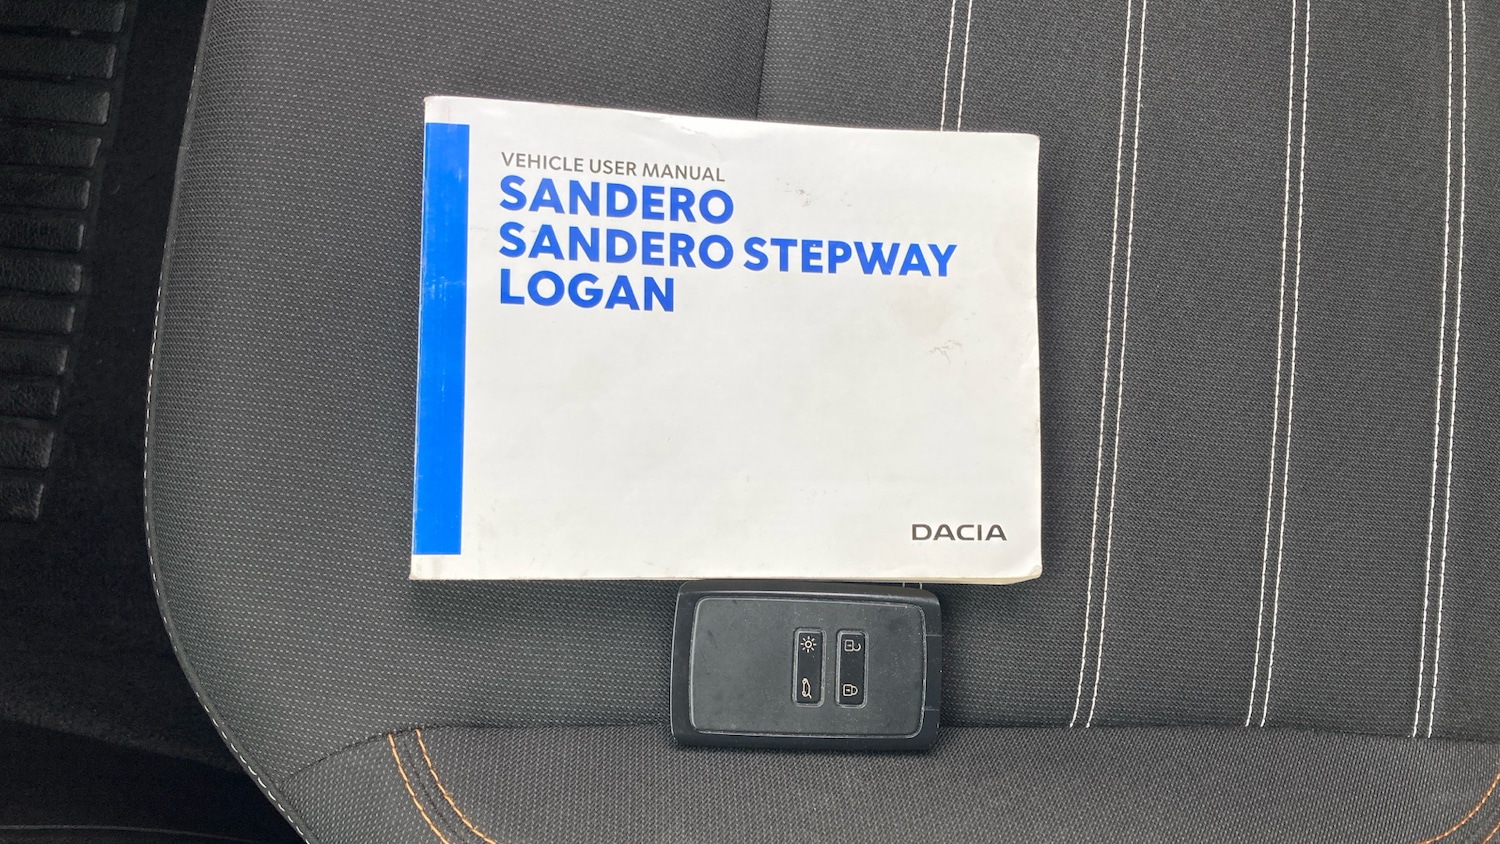 VEHICLE USER MANUAL
SANDERO
SANDERO STEPWAY
LOGAN
DACIA